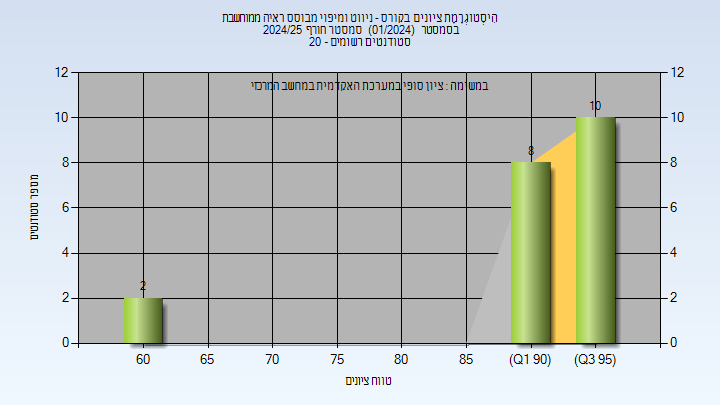 היסטוגרמת ציונים בקורס - ניווט ומיפוי מבוסס ראיה ממוחשבת
בסמסטר (01/2024) סמסטר חורף 2024/25
סטודנטים רשומים - 20
במשימה : ציון סופי במערכת האקדמית במחשב המרכזי
12 12
10 10
8 8
6 6
4 4
2 2
0 0
2
8
10
מספר סטודנטים
60 65 70 75 80 85 (Q1 90) (Q3 95)
טווח ציונים